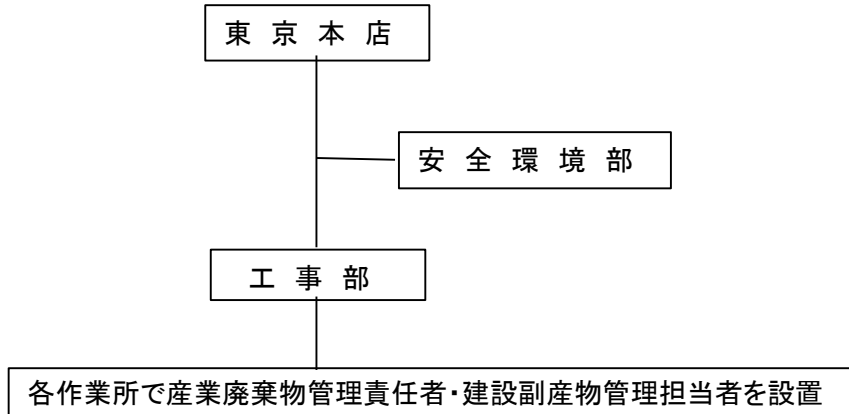 東京本店
安全環境部
工事部
各作業所で産業廃棄物管理責任者・建設副産物管理担当者を設置